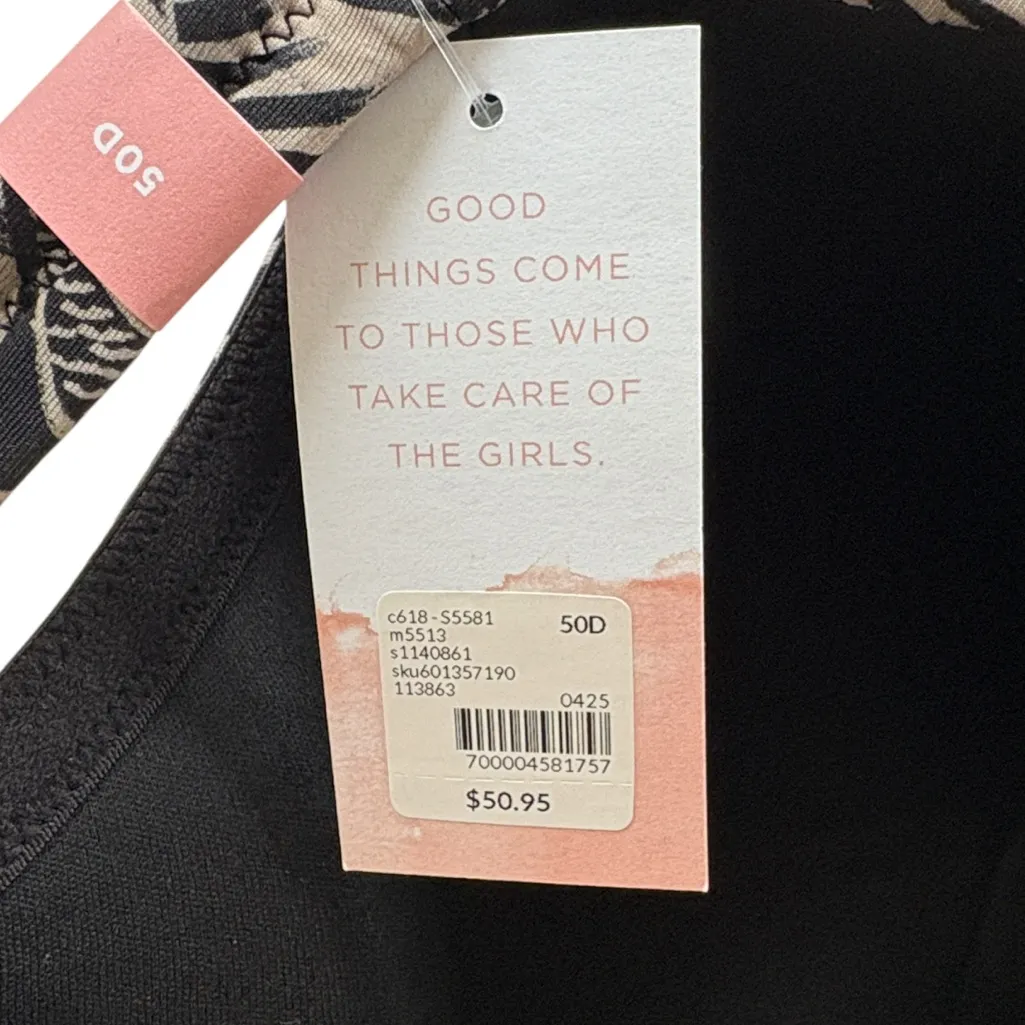 50D
GOOD
THINGS COME
TO THOSE WHO
TAKE CARE OF
THE GIRLS.
c618-S5581
50D
m5513
s1140861
sku601357190
113863
0425
700004581757
$50.95